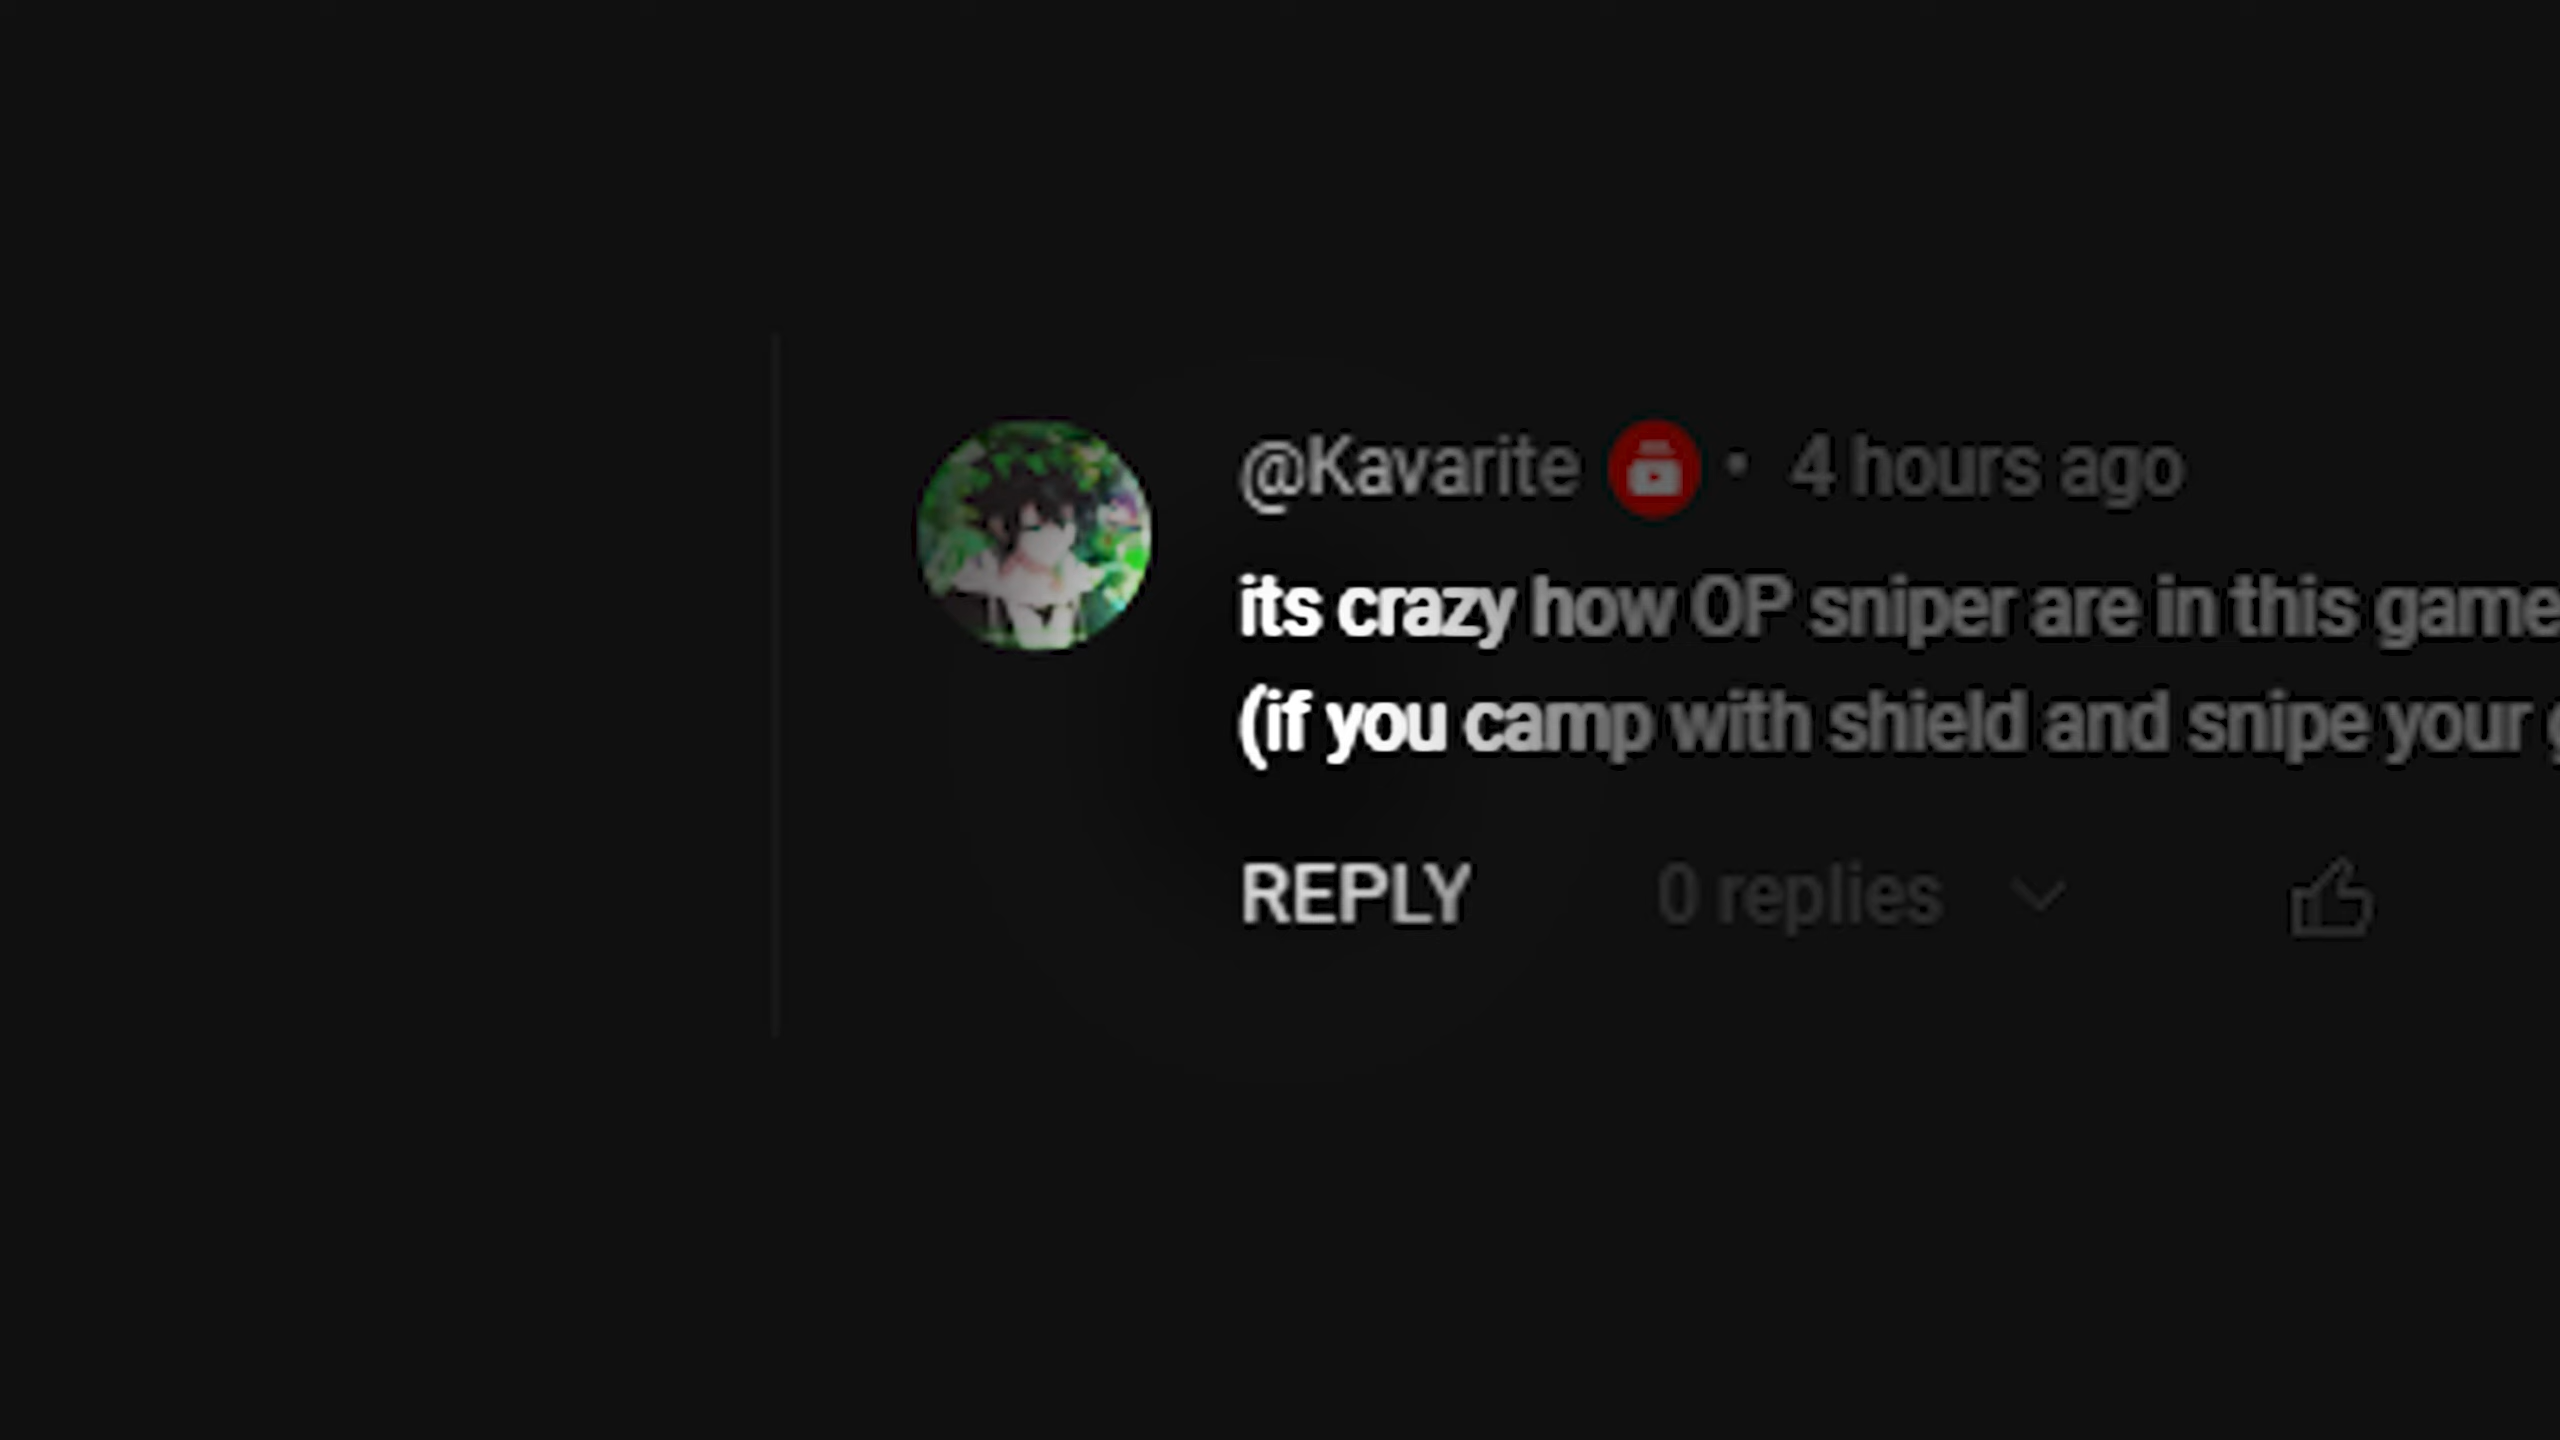 @Kavarite • 4 hours ago
its crazy how OP sniper are in this game
(if you camp with shield and snipe your
REPLY 0 replies